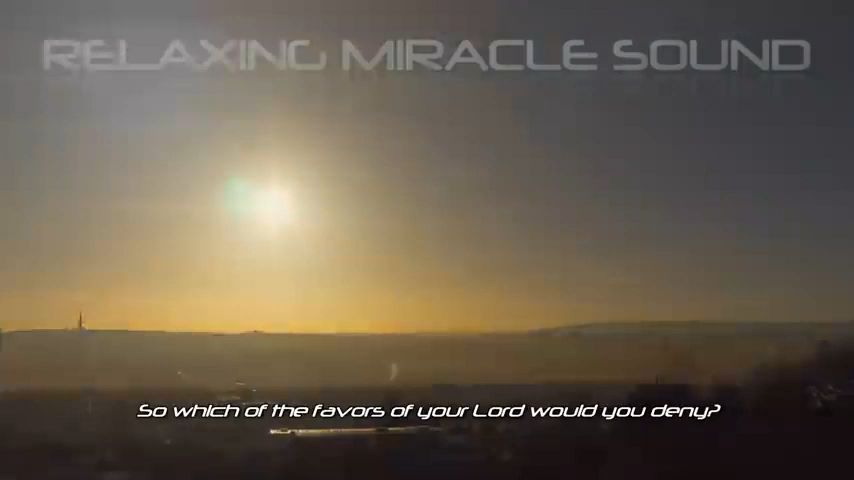 RELAXING MIRACLE SOUND
So which of the favors of your Lord would you deny?